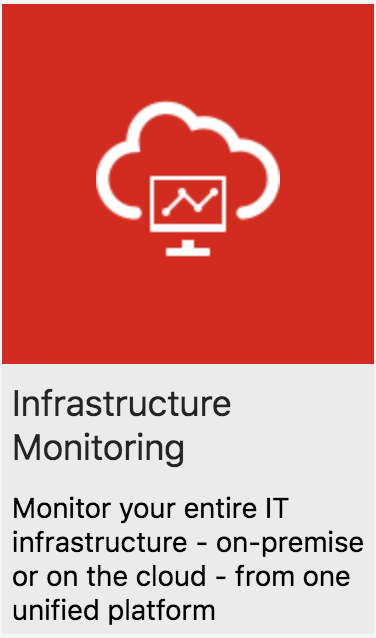 Infrastructure
Monitoring
Monitor your entire IT
infrastructure - on-premise
or on the cloud - from one
unified platform